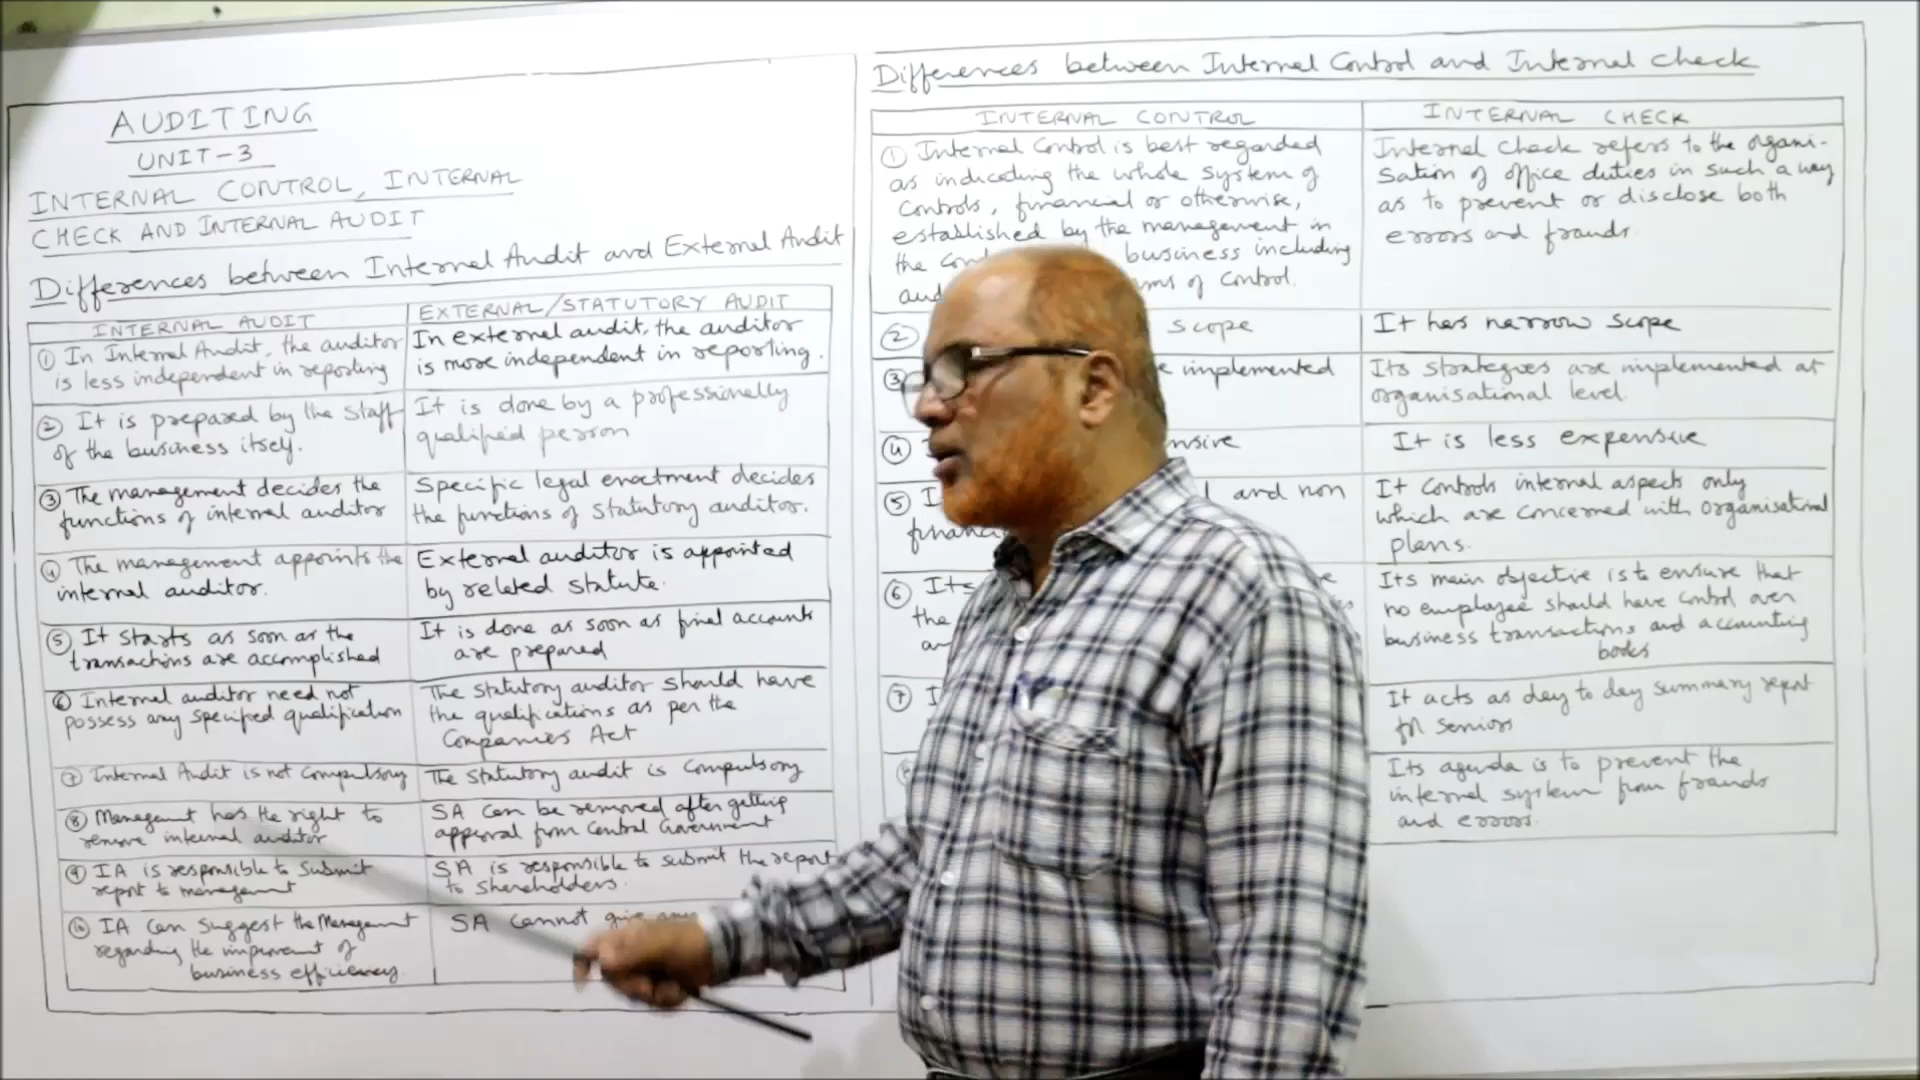 AUDITING
UNIT-3
INTERNAL CONTROL, INTERNAL
CHECK AND INTERNAL AUDIT
Differences between Internal Audit and External Audit
INTERNAL AUDIT
① In Internal Audit, the auditor
is less independent in reporting
② It is prepared by the staff
of the business itself.
③ The management decides the
functions of internal auditor
④ The management appoints the
internal auditor.
⑤ It starts as soon as the
transactions are accomplished
⑥ Internal auditor need not
possess any specified qualification
⑦ Internal Audit is not compulsory
⑧ Management has the right to
remove internal auditor
⑨ IA is responsible to submit
report to management
⑩ IA can suggest the Management
regarding the improvement of
business efficiency.
EXTERNAL/STATUTORY AUDIT
In external audit, the auditor
is more independent in reporting.
It is done by a professionally
qualified person
Specific legal enactment decides
the functions of statutory auditor.
External auditor is appointed
by related statute.
It is done as soon as final accounts
are prepared
The statutory auditor should have
the qualifications as per the
Companies Act
The statutory audit is compulsory
SA can be removed after getting
approval from Central Government
SA is responsible to submit the report
to shareholders.
SA cannot give any
Differences between Internal Control and Internal check
INTERNAL CONTROL
① Internal Control is best regarded
as indicating the whole system of
controls, financial or otherwise,
established by the management in
the business including
of control.
② scope
③ implemented
④
⑤ and non
⑥ Its
the
⑦
INTERNAL CHECK
Internal check refers to the organi-
sation of office duties in such a way
as to prevent or disclose both
errors and frauds.
It has narrow scope
Its strategies are implemented at
organisational level.
It is less expensive
It controls internal aspects only
which are concerned with organisational
plans.
Its main objective is to ensure that
no employee should have control over
business transactions and accounting
books
It acts as day to day summary report
for seniors
Its agenda is to prevent the
internal system from frauds
and errors.